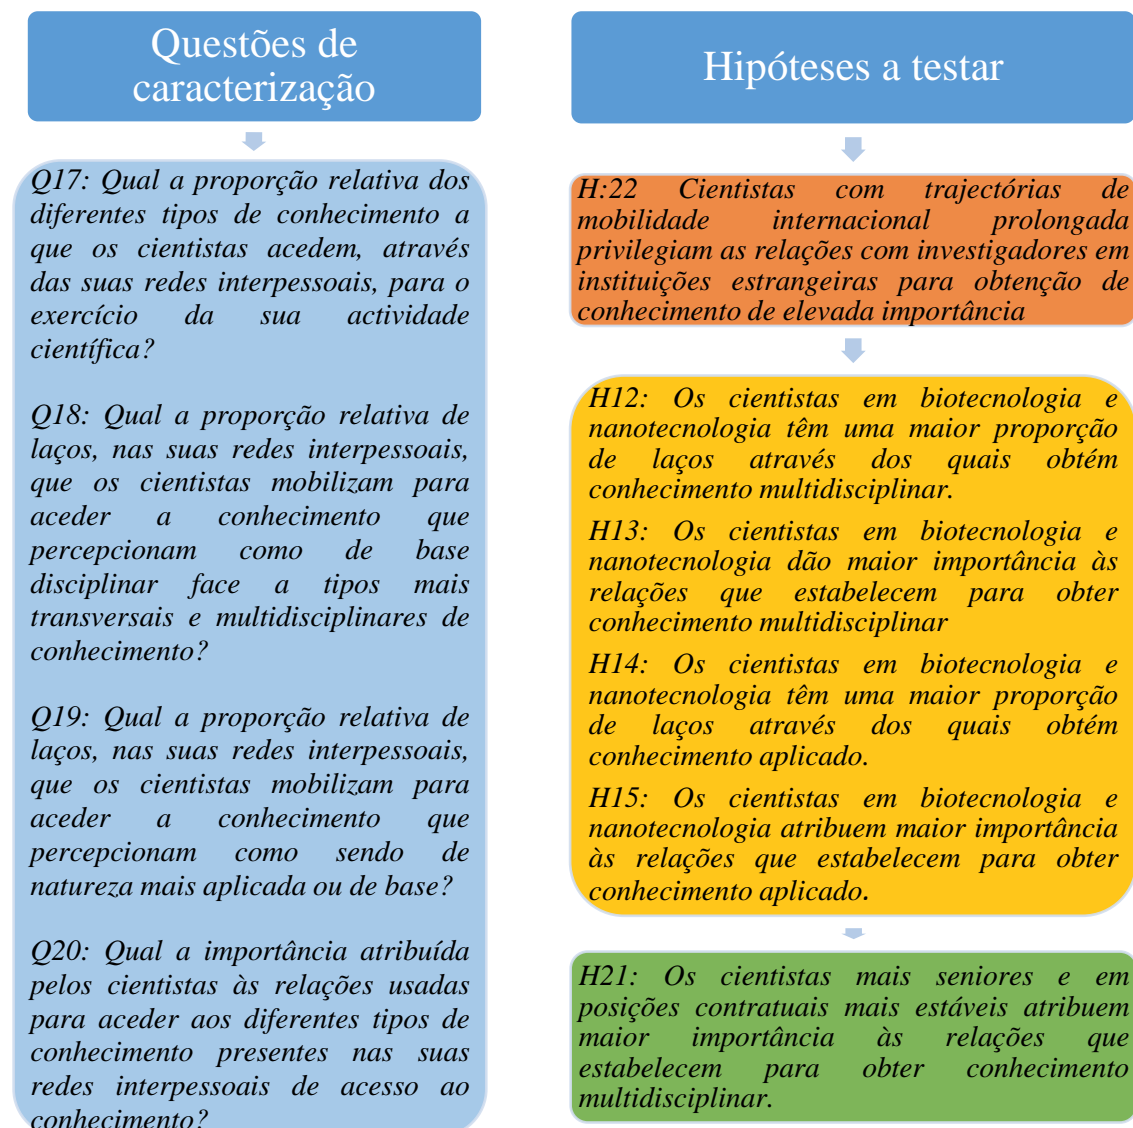 Questões de
caracterização
Q17: Qual a proporção relativa dos
diferentes tipos de conhecimento a
que os cientistas acedem, através
das suas redes interpessoais, para o
exercício da sua actividade
científica?
Q18: Qual a proporção relativa de
laços, nas suas redes interpessoais,
que os cientistas mobilizam para
aceder a conhecimento que
percepcionam como de base
disciplinar face a tipos mais
transversais e multidisciplinares de
conhecimento?
Q19: Qual a proporção relativa de
laços, nas suas redes interpessoais,
que os cientistas mobilizam para
aceder a conhecimento que
percepcionam como sendo de
natureza mais aplicada ou de base?
Q20: Qual a importância atribuída
pelos cientistas às relações usadas
para aceder aos diferentes tipos de
conhecimento presentes nas suas
redes interpessoais de acesso ao
conhecimento?
Hipóteses a testar
H:22 Cientistas com trajectórias de
mobilidade internacional prolongada
privilegiam as relações com investigadores em
instituições estrangeiras para obtenção de
conhecimento de elevada importância
H12: Os cientistas em biotecnologia e
nanotecnologia têm uma maior proporção
de laços através dos quais obtém
conhecimento multidisciplinar.
H13: Os cientistas em biotecnologia e
nanotecnologia dão maior importância às
relações que estabelecem para obter
conhecimento multidisciplinar
H14: Os cientistas em biotecnologia e
nanotecnologia têm uma maior proporção
de laços através dos quais obtém
conhecimento aplicado.
H15: Os cientistas em biotecnologia e
nanotecnologia atribuem maior importância
às relações que estabelecem para obter
conhecimento aplicado.
H21: Os cientistas mais seniores e em
posições contratuais mais estáveis atribuem
maior importância às relações que
estabelecem para obter conhecimento
multidisciplinar.